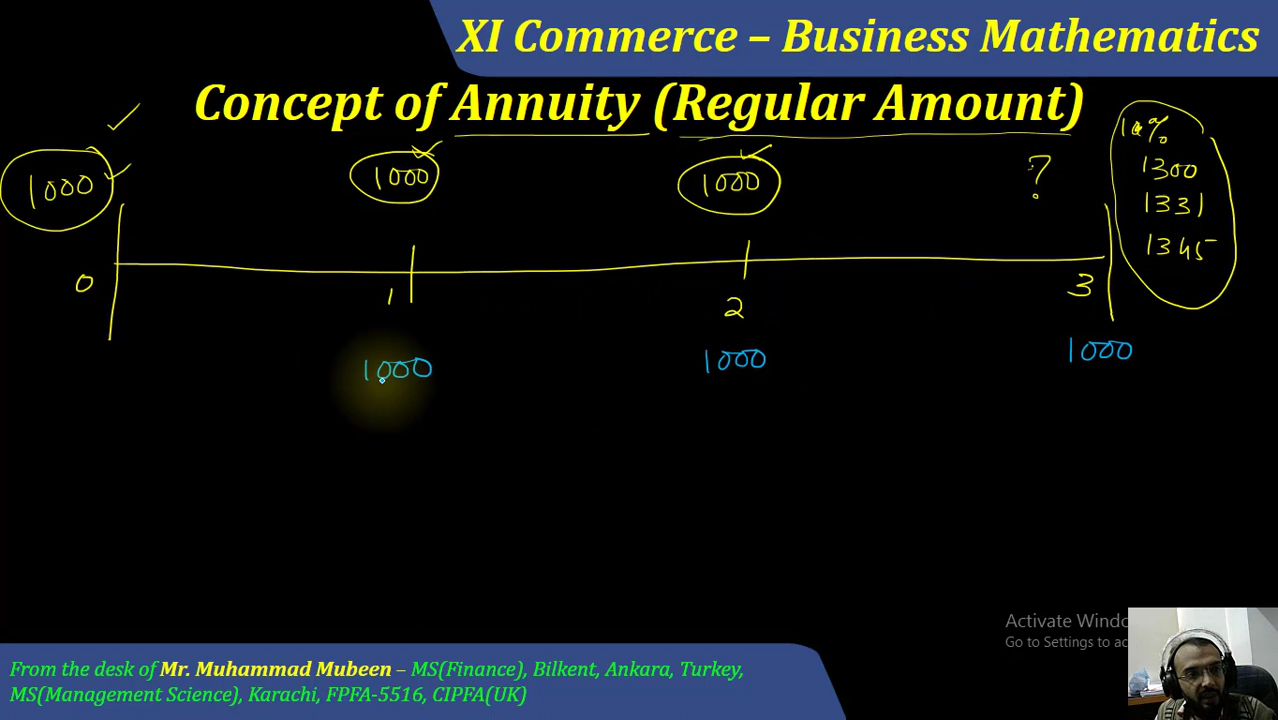 XI Commerce – Business Mathematics
Concept of Annuity (Regular Amount)
1000 1000 1000 ? 10%
1300
1331
1345
0 1 2 3
1000 1000 1000
Activate Windo
Go to Settings to ac
From the desk of Mr. Muhammad Mubeen – MS(Finance), Bilkent, Ankara, Turkey,
MS(Management Science), Karachi, FPFA-5516, CIPFA(UK)